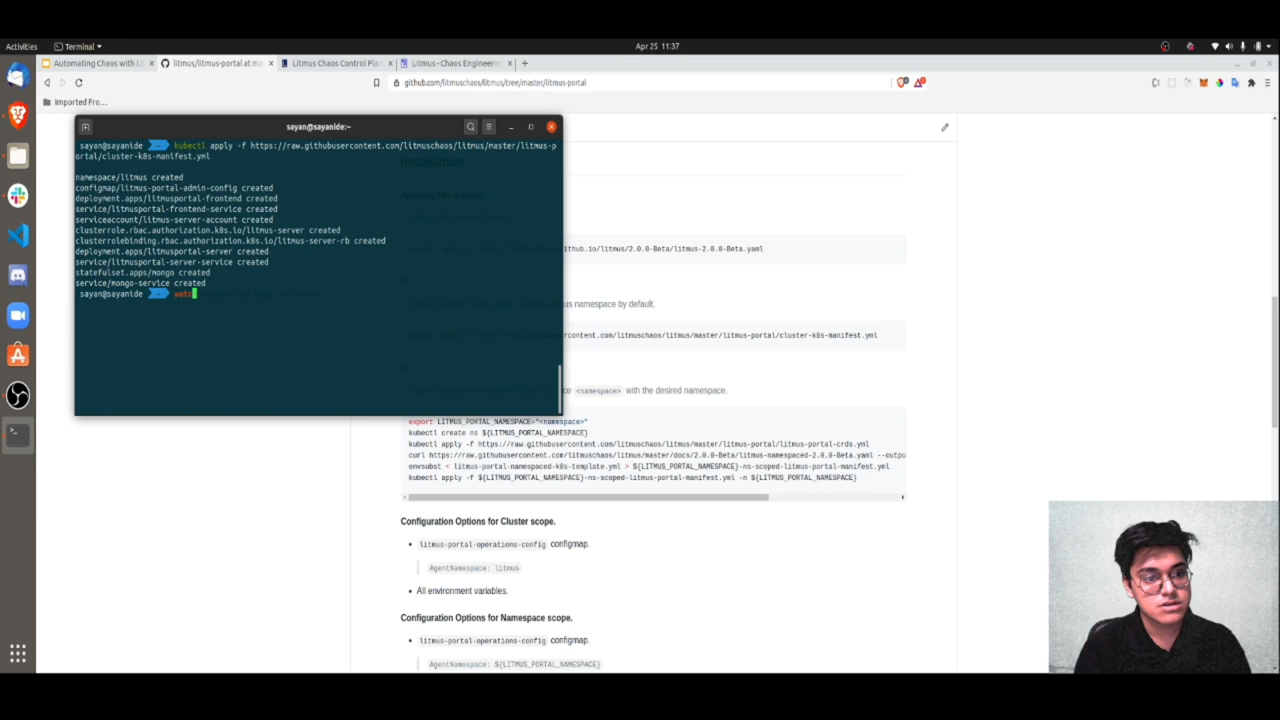 Activities
Terminal
Apr 25 11:37
Automating Chaos with Li
litmus/litmus-portal at ma
Litmus Chaos Control Plan
Litmus - Chaos Engineerin
github.com/litmuschaos/litmus/tree/master/litmus-portal
Imported Fro...
sayan@sayanide:~
sayan@sayanide ~ kubectl apply -f https://raw.githubusercontent.com/litmuschaos/litmus/master/litmus-p
ortal/cluster-k8s-manifest.yml
namespace/litmus created
configmap/litmus-portal-admin-config created
deployment.apps/litmusportal-frontend created
service/litmusportal-frontend-service created
serviceaccount/litmus-server-account created
clusterrole.rbac.authorization.k8s.io/litmus-server created
clusterrolebinding.rbac.authorization.k8s.io/litmus-server-rb created
deployment.apps/litmusportal-server created
service/litmusportal-server-service created
statefulset.apps/mongo created
service/mongo-service created
sayan@sayanide ~ watc
Installation
Applying k8s manifest
github.io/litmus/2.0.0-Beta/litmus-2.0.0-Beta.yaml
Or
namespace by default.
rcontent.com/litmuschaos/litmus/master/litmus-portal/cluster-k8s-manifest.yml
Or
<namespace> with the desired namespace.
export LITMUS_PORTAL_NAMESPACE="<namespace>"
kubectl create ns ${LITMUS_PORTAL_NAMESPACE}
kubectl apply -f https://raw.githubusercontent.com/litmuschaos/litmus/master/litmus-portal/litmus-portal-crds.yml
curl https://raw.githubusercontent.com/litmuschaos/litmus/master/docs/2.0.0-Beta/litmus-namespaced-2.0.0-Beta.yaml --outpu
envsubst < litmus-portal-namespaced-k8s-template.yml > ${LITMUS_PORTAL_NAMESPACE}-ns-scoped-litmus-portal-manifest.yml
kubectl apply -f ${LITMUS_PORTAL_NAMESPACE}-ns-scoped-litmus-portal-manifest.yml -n ${LITMUS_PORTAL_NAMESPACE}
Configuration Options for Cluster scope.
litmus-portal-operations-config configmap.
AgentNamespace: litmus
All environment variables.
Configuration Options for Namespace scope.
litmus-portal-operations-config configmap.
AgentNamespace: ${LITMUS_PORTAL_NAMESPACE}